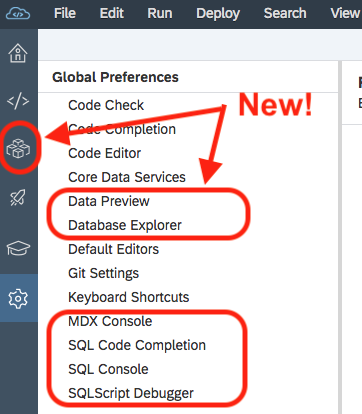 File Edit Run Deploy Search View
Global Preferences
New!
Code Check
Code Completion
Code Editor
Core Data Services
Data Preview
Database Explorer
Default Editors
Git Settings
Keyboard Shortcuts
MDX Console
SQL Code Completion
SQL Console
SQLScript Debugger